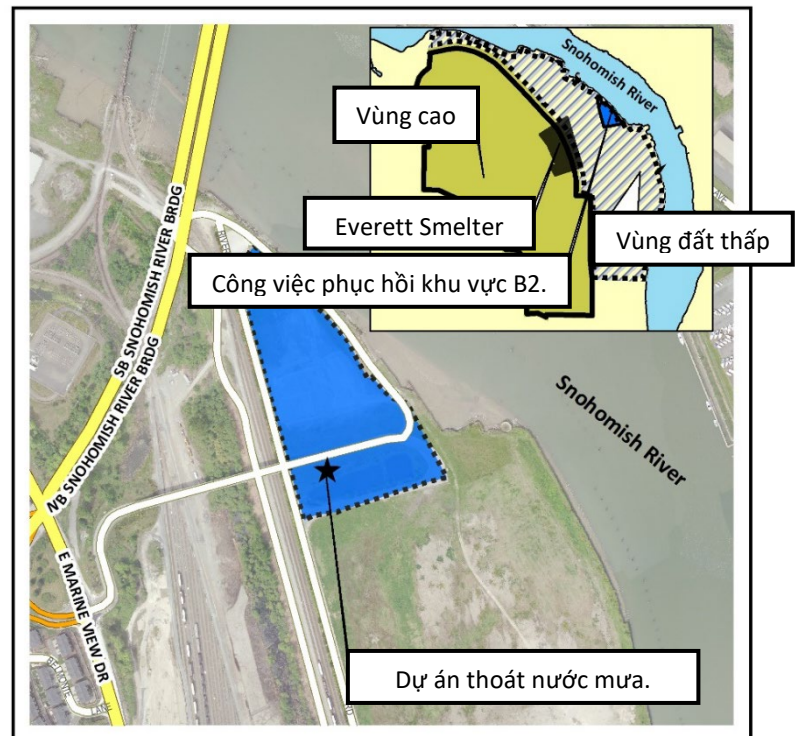 Snohomish River
Vùng cao
Everett Smelter
Vùng đất thấp
Công việc phục hồi khu vực B2.
SB SNOHOMISH RIVER BRDG
NB SNOHOMISH RIVER BRDG
Snohomish River
E MARINE VIEW DR
Dự án thoát nước mưa.